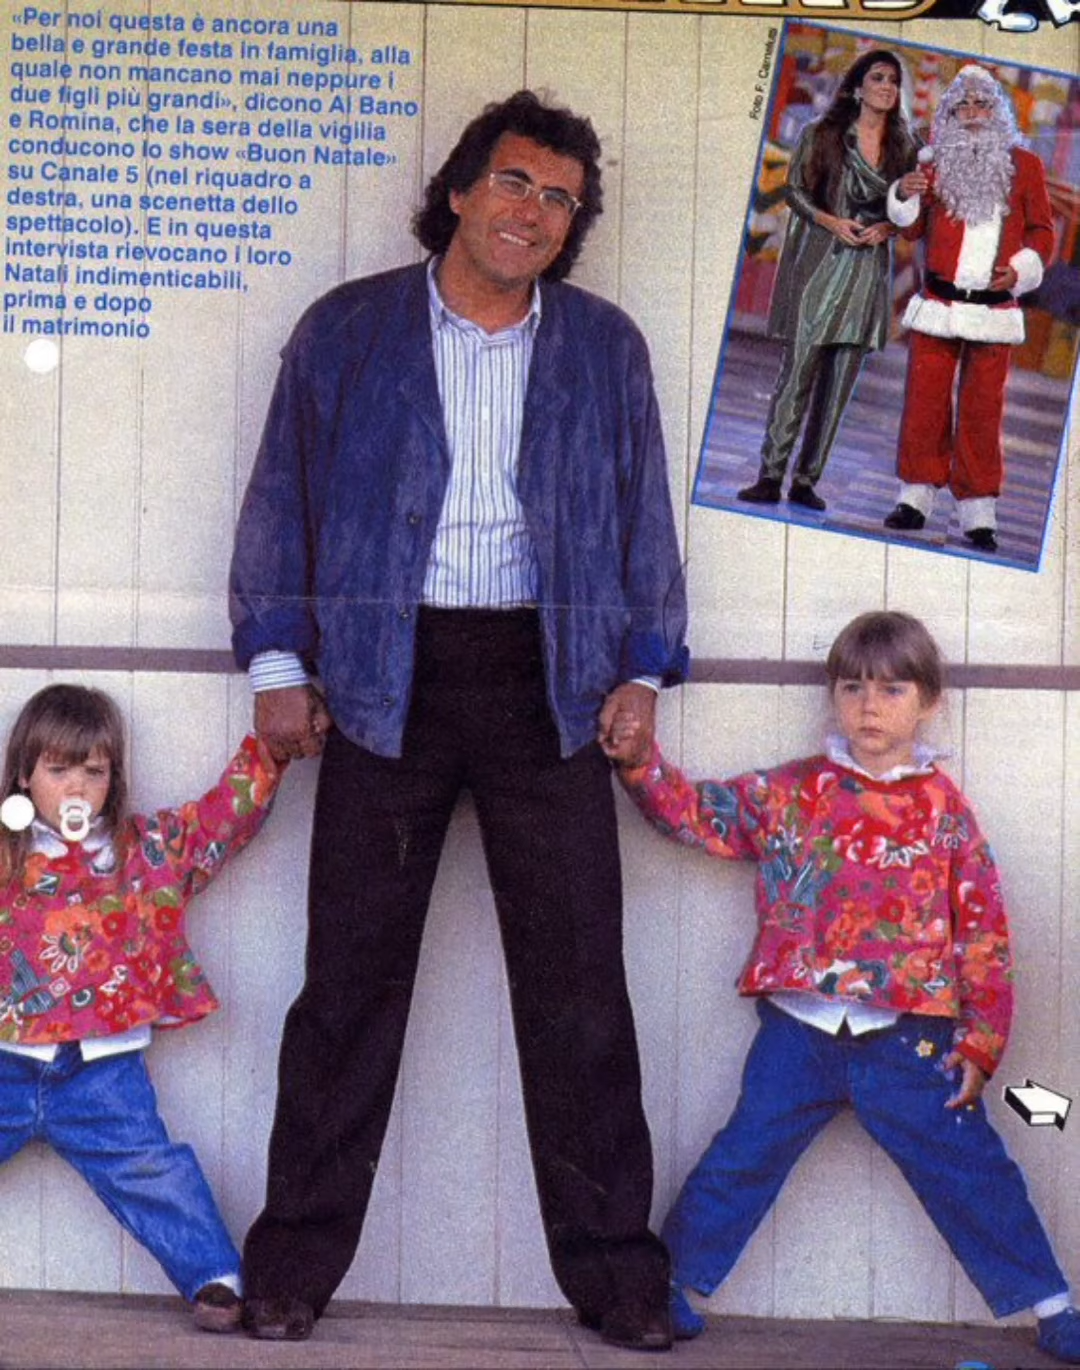 «Per noi questa è ancora una
bella e grande festa in famiglia, alla
quale non mancano mai neppure i
due figli più grandi», dicono Al Bano
e Romina, che la sera della vigilia
conducono lo show «Buon Natale»
su Canale 5 (nel riquadro a
destra, una scenetta dello
spettacolo). E in questa
intervista rievocano i loro
Natali indimenticabili,
prima e dopo
il matrimonio
Foto F. Carnelutti